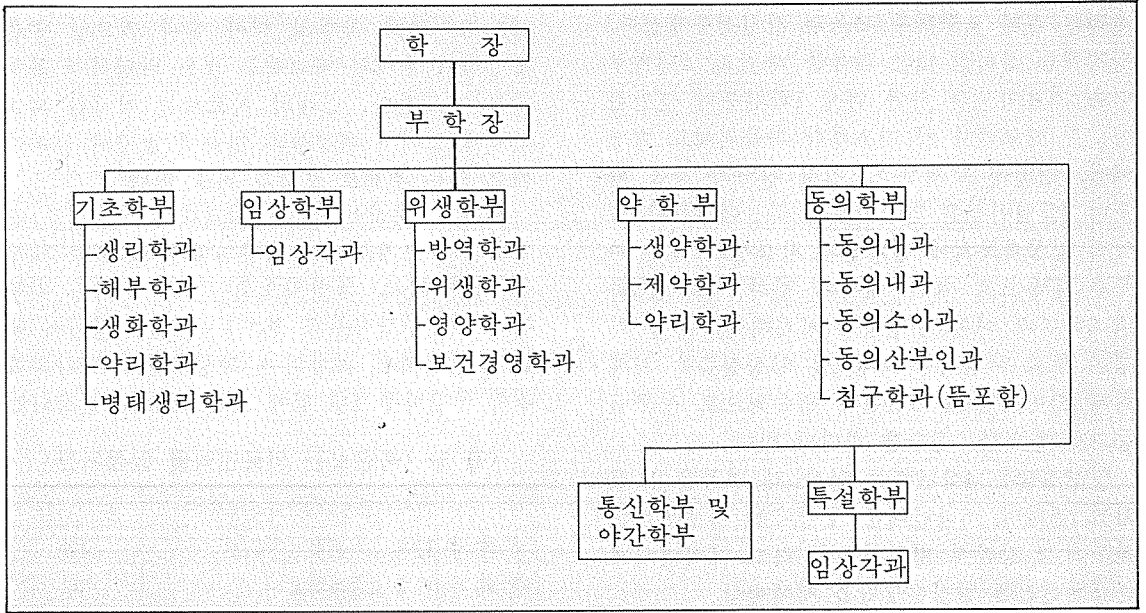 학 장
부 학 장
기초학부
생리학과
해부학과
생화학과
약리학과
병태생리학과
임상학부
임상각과
위생학부
방역학과
위생학과
영양학과
보건경영학과
약 학 부
생약학과
제약학과
약리학과
동의학부
동의내과
동의내과
동의소아과
동의산부인과
침구학과(뜸포함)
통신학부 및
야간학부
특설학부
임상각과